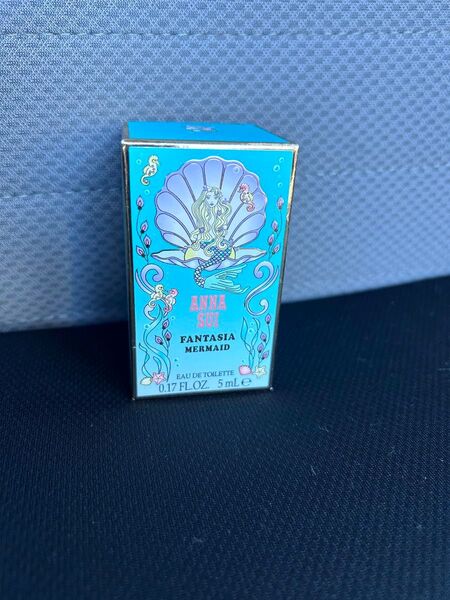 ANNA
SUI
FANTASIA
MERMAID
EAU DE TOILETTE
0.17 FL.OZ. 5 mL ℮